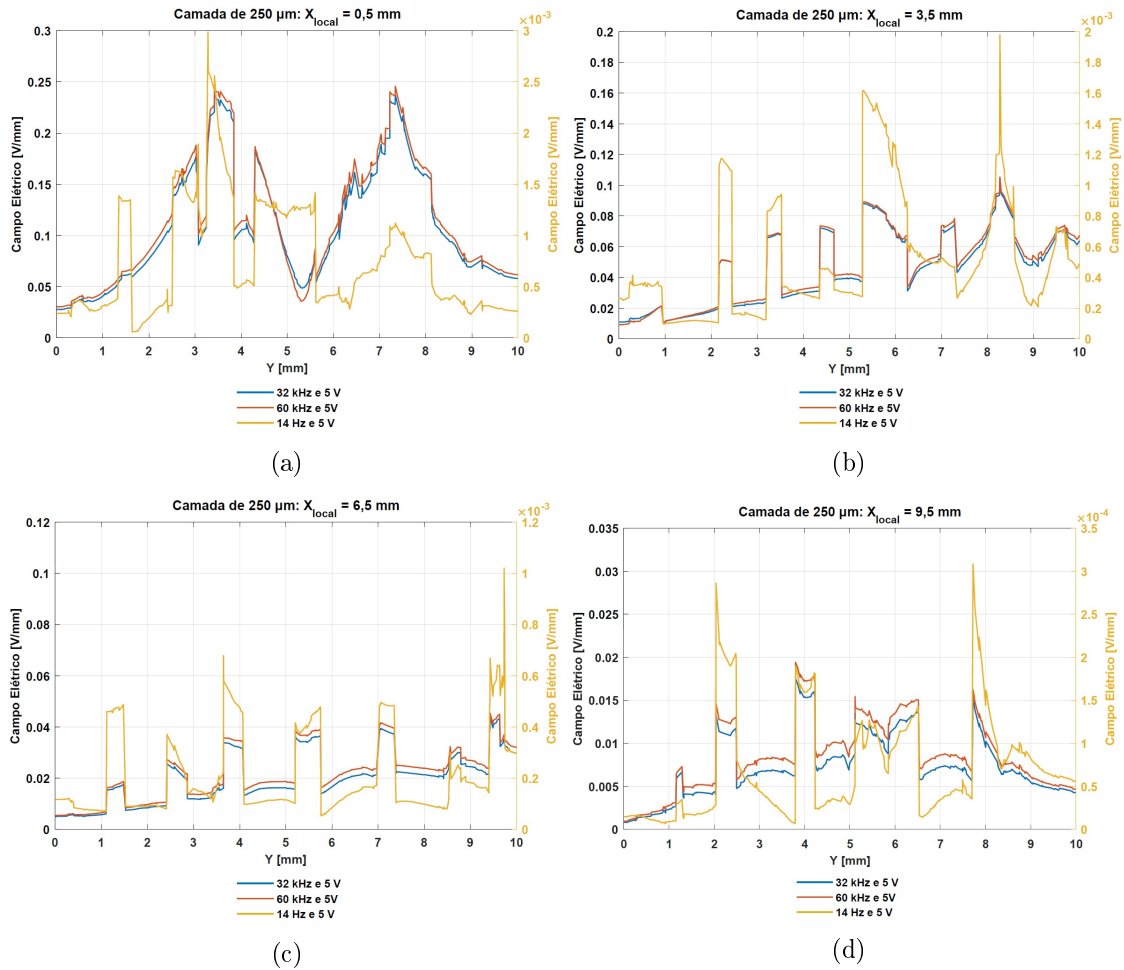 Camada de 250 µm: Xlocal = 0,5 mm
×10-3
0.3
0.25
0.2
0.15
0.1
0.05
0
3
2.5
2
1.5
1
0.5
0
Campo Elétrico [V/mm]
Campo Elétrico [V/mm]
0 1 2 3 4 5 6 7 8 9 10
Y [mm]
32 kHz e 5 V
60 kHz e 5V
14 Hz e 5 V
(a)
Camada de 250 µm: Xlocal = 3,5 mm
×10-3
0.2
0.18
0.16
0.14
0.12
0.1
0.08
0.06
0.04
0.02
0
2
1.8
1.6
1.4
1.2
1
0.8
0.6
0.4
0.2
0
Campo Elétrico [V/mm]
Campo Elétrico [V/mm]
0 1 2 3 4 5 6 7 8 9 10
Y [mm]
32 kHz e 5 V
60 kHz e 5V
14 Hz e 5 V
(b)
Camada de 250 µm: Xlocal = 6,5 mm
×10-3
0.12
0.1
0.08
0.06
0.04
0.02
0
1.2
1
0.8
0.6
0.4
0.2
0
Campo Elétrico [V/mm]
Campo Elétrico [V/mm]
0 1 2 3 4 5 6 7 8 9 10
Y [mm]
32 kHz e 5 V
60 kHz e 5V
14 Hz e 5 V
(c)
Camada de 250 µm: Xlocal = 9,5 mm
×10-4
0.035
0.03
0.025
0.02
0.015
0.01
0.005
0
3.5
3
2.5
2
1.5
1
0.5
0
Campo Elétrico [V/mm]
Campo Elétrico [V/mm]
0 1 2 3 4 5 6 7 8 9 10
Y [mm]
32 kHz e 5 V
60 kHz e 5V
14 Hz e 5 V
(d)